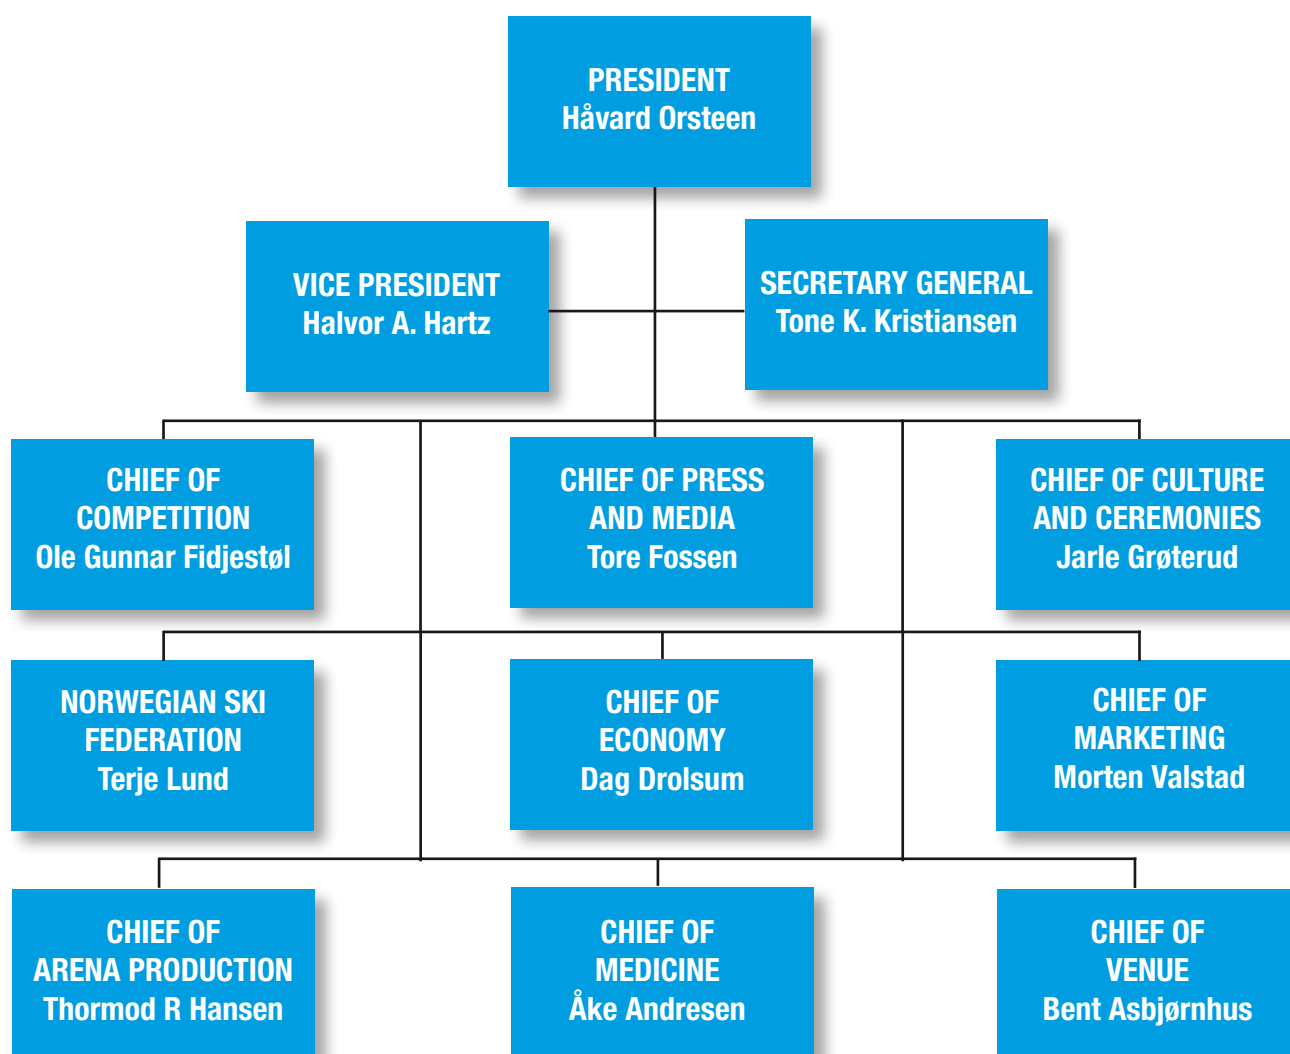 PRESIDENT
Håvard Orsteen
VICE PRESIDENT
Halvor A. Hartz
SECRETARY GENERAL
Tone K. Kristiansen
CHIEF OF
COMPETITION
Ole Gunnar Fidjestøl
CHIEF OF PRESS
AND MEDIA
Tore Fossen
CHIEF OF CULTURE
AND CEREMONIES
Jarle Grøterud
NORWEGIAN SKI
FEDERATION
Terje Lund
CHIEF OF
ECONOMY
Dag Drolsum
CHIEF OF
MARKETING
Morten Valstad
CHIEF OF
ARENA PRODUCTION
Thormod R Hansen
CHIEF OF
MEDICINE
Åke Andresen
CHIEF OF
VENUE
Bent Asbjørnhus